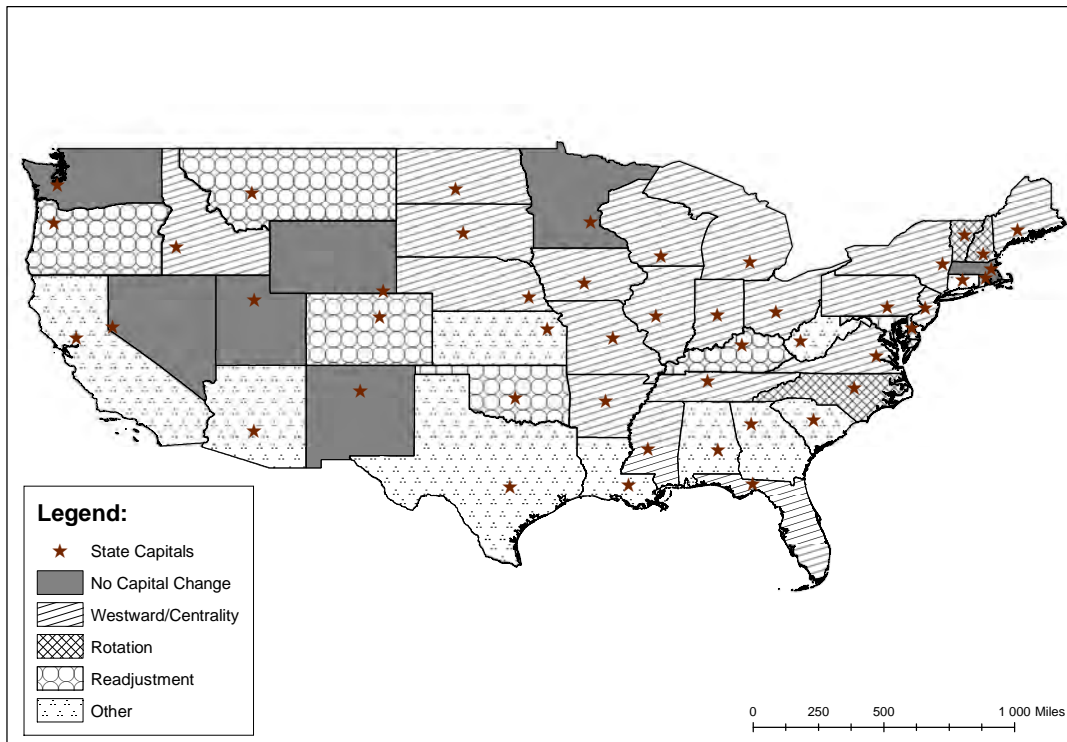 Legend:
State Capitals
No Capital Change
Westward/Centrality
Rotation
Readjustment
Other
0 250 500 1 000 Miles